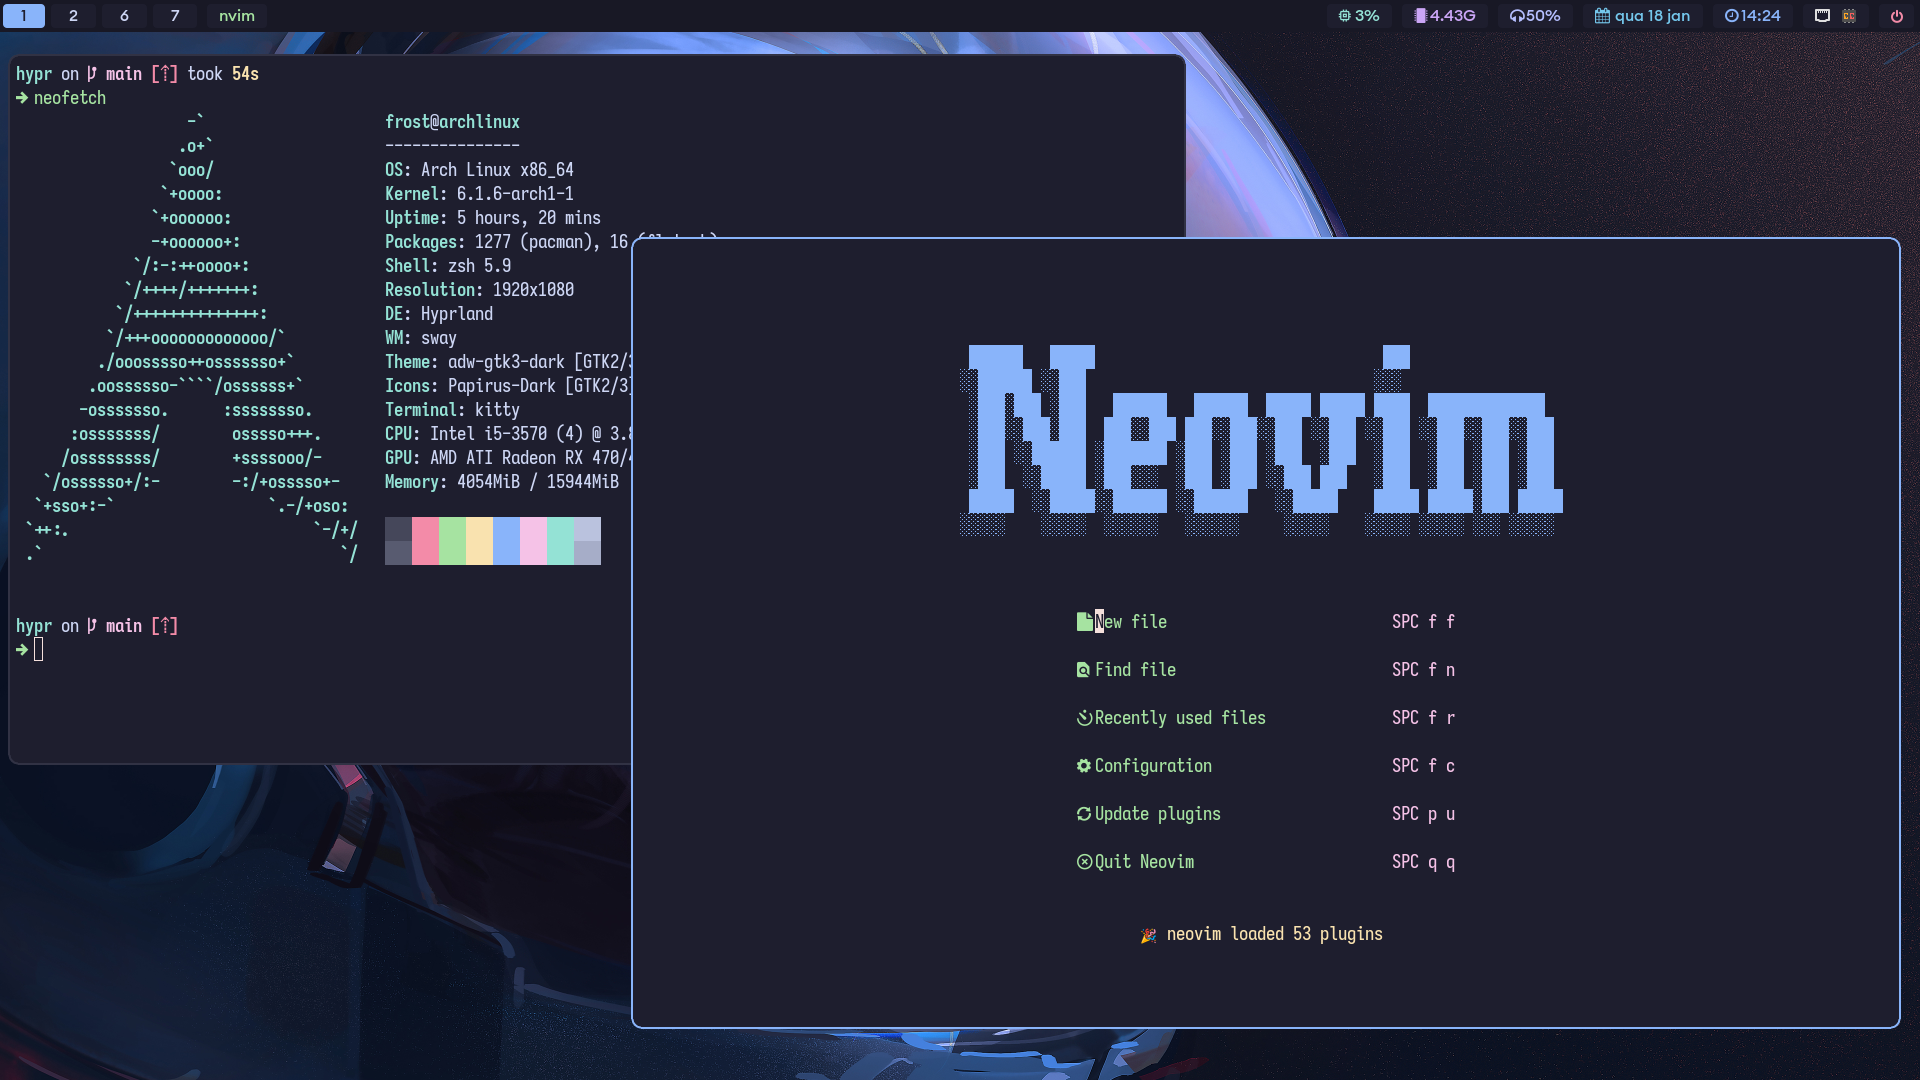 1 2 6 7 nvim 3% 4.43G 50% qua 18 jan 14:24
hypr on main [⇡] took 54s
➜ neofetch
-`
.o+`
`ooo/
`+oooo:
`+oooooo:
-+oooooo+:
`/:-:++oooo+:
`/++++/+++++++:
`/++++++++++++++:
`/+++ooooooooooooo/`
./ooosssso++osssssso+`
.oossssso-````/ossssss+`
-osssssso. :ssssssso.
:osssssss/ osssso+++.
/ossssssss/ +ssssooo/-
`/ossssso+/:- -:/+osssso+-
`+sso+:-` `.-/+oso:
`++:. `-/+/
.` `/
frost@archlinux
---------------
OS: Arch Linux x86_64
Kernel: 6.1.6-arch1-1
Uptime: 5 hours, 20 mins
Packages: 1277 (pacman), 16
Shell: zsh 5.9
Resolution: 1920x1080
DE: Hyprland
WM: sway
Theme: adw-gtk3-dark [GTK2/3
Icons: Papirus-Dark [GTK2/3]
Terminal: kitty
CPU: Intel i5-3570 (4) @ 3.8
GPU: AMD ATI Radeon RX 470/4
Memory: 4054MiB / 15944MiB
hypr on main [⇡]
➜
Neovim
New file SPC f f
Find file SPC f n
Recently used files SPC f r
Configuration SPC f c
Update plugins SPC p u
Quit Neovim SPC q q
🎉 neovim loaded 53 plugins